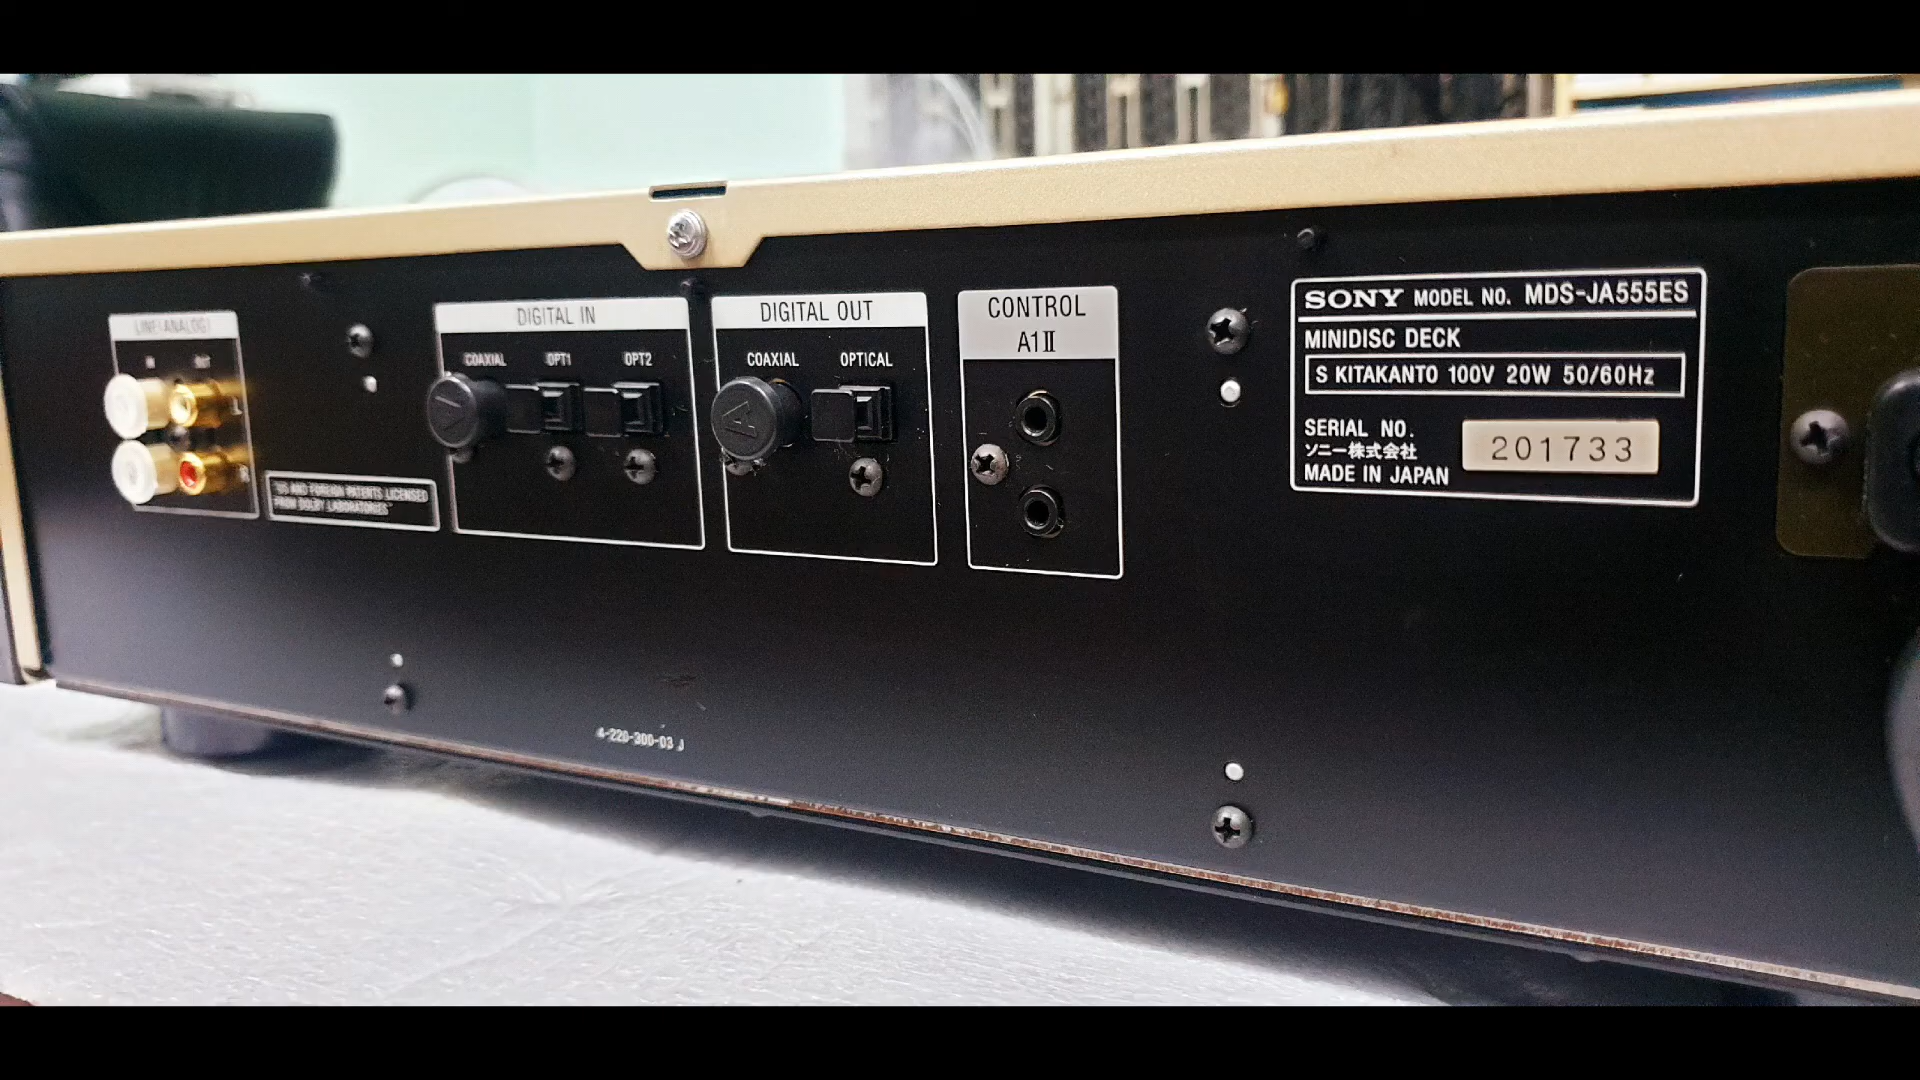 LINE(ANALOG)
IN OUT
L
R
US AND FOREIGN PATENTS LICENSED
FROM DOLBY LABORATORIES
DIGITAL IN
COAXIAL OPT1 OPT2
DIGITAL OUT
COAXIAL OPTICAL
CONTROL
A1Ⅱ
SONY MODEL NO. MDS-JA555ES
MINIDISC DECK
S KITAKANTO 100V 20W 50/60Hz
SERIAL NO. 201733
ソニー株式会社
MADE IN JAPAN
4-220-300-03 J